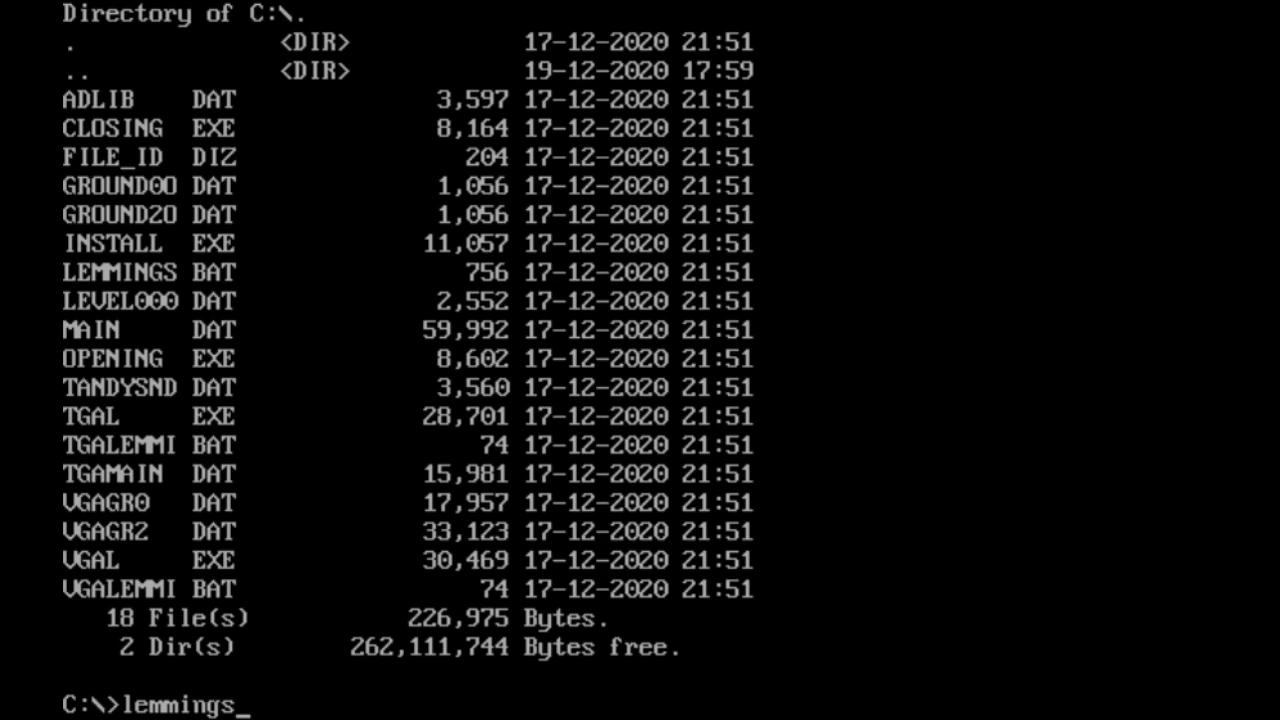 Directory of C:\.
.               <DIR>            17-12-2020 21:51
..              <DIR>            19-12-2020 17:59
ADLIB    DAT              3,597 17-12-2020 21:51
CLOSING  EXE              8,164 17-12-2020 21:51
FILE_ID  DIZ                204 17-12-2020 21:51
GROUND0O DAT              1,056 17-12-2020 21:51
GROUND2O DAT              1,056 17-12-2020 21:51
INSTALL  EXE             11,057 17-12-2020 21:51
LEMMINGS BAT                756 17-12-2020 21:51
LEVEL000 DAT              2,552 17-12-2020 21:51
MAIN     DAT             59,992 17-12-2020 21:51
OPENING  EXE              8,602 17-12-2020 21:51
TANDYSND DAT              3,560 17-12-2020 21:51
TGAL     EXE             28,701 17-12-2020 21:51
TGALEMMI BAT                 74 17-12-2020 21:51
TGAMAIN  DAT             15,981 17-12-2020 21:51
VGAGR0   DAT             17,957 17-12-2020 21:51
VGAGR2   DAT             33,123 17-12-2020 21:51
VGAL     EXE             30,469 17-12-2020 21:51
VGALEMMI BAT                 74 17-12-2020 21:51
   18 File(s)           226,975 Bytes.
    2 Dir(s)        262,111,744 Bytes free.
C:\>lemmings_